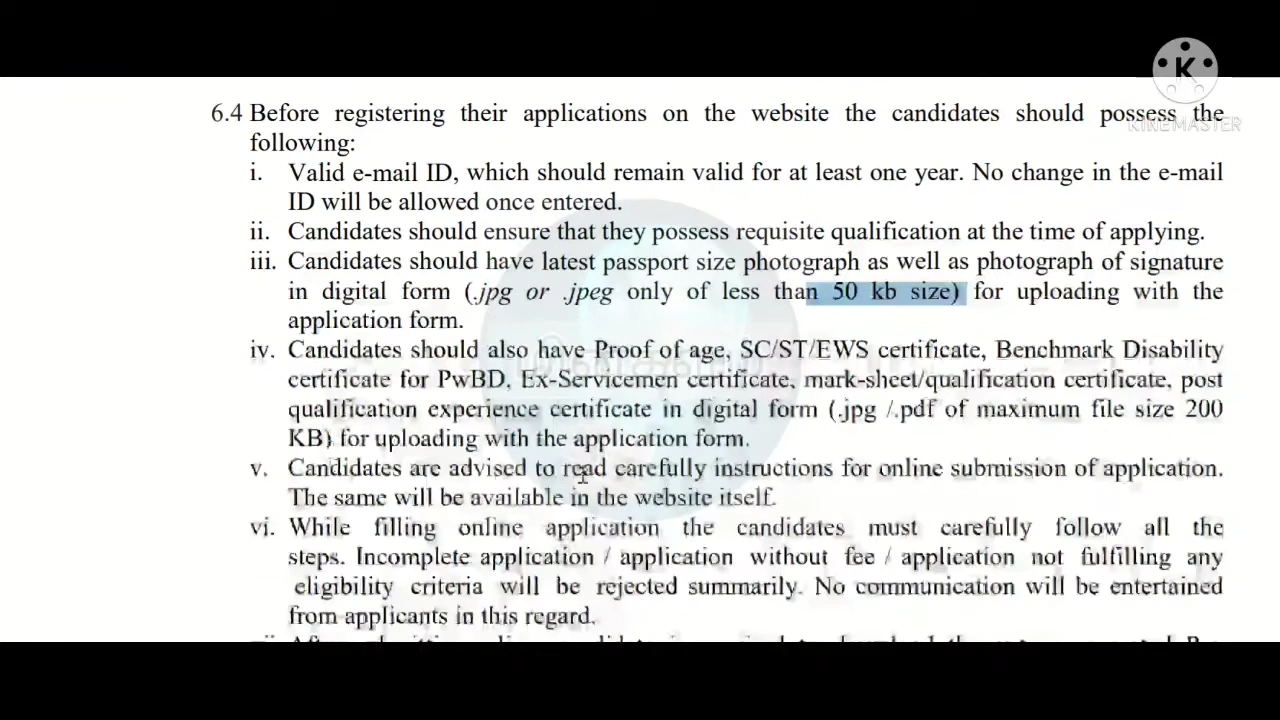 K
KINEMASTER
6.4 Before registering their applications on the website the candidates should possess the
following:
i. Valid e-mail ID, which should remain valid for at least one year. No change in the e-mail
ID will be allowed once entered.
ii. Candidates should ensure that they possess requisite qualification at the time of applying.
iii. Candidates should have latest passport size photograph as well as photograph of signature
in digital form (.jpg or .jpeg only of less than 50 kb size) for uploading with the
application form.
iv. Candidates should also have Proof of age, SC/ST/EWS certificate, Benchmark Disability
certificate for PwBD, Ex-Servicemen certificate, mark-sheet/qualification certificate, post
qualification experience certificate in digital form (.jpg /.pdf of maximum file size 200
KB) for uploading with the application form.
v. Candidates are advised to read carefully instructions for online submission of application.
The same will be available in the website itself.
vi. While filling online application the candidates must carefully follow all the
steps. Incomplete application / application without fee / application not fulfilling any
eligibility criteria will be rejected summarily. No communication will be entertained
from applicants in this regard.